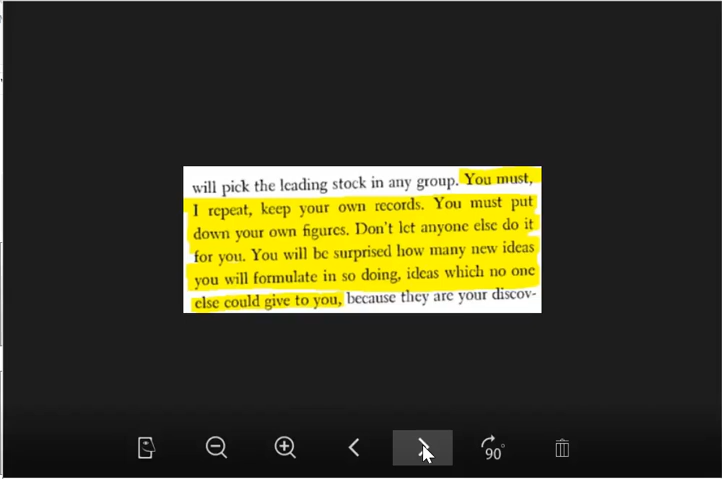 will pick the leading stock in any group. You must,
I repeat, keep your own records. You must put
down your own figures. Don't let anyone else do it
for you. You will be surprised how many new ideas
you will formulate in so doing, ideas which no one
else could give to you, because they are your discov-
90°